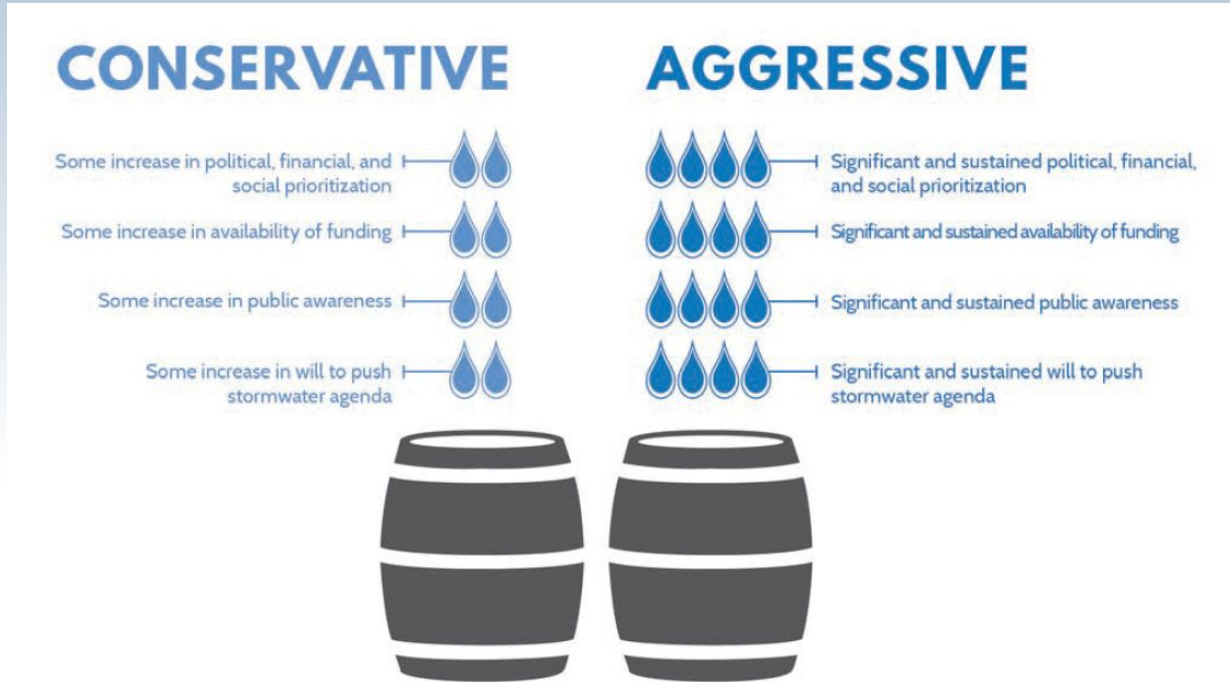 CONSERVATIVE
Some increase in political, financial, and
social prioritization
Some increase in availability of funding
Some increase in public awareness
Some increase in will to push
stormwater agenda
AGGRESSIVE
Significant and sustained political, financial,
and social prioritization
Significant and sustained availability of funding
Significant and sustained public awareness
Significant and sustained will to push
stormwater agenda